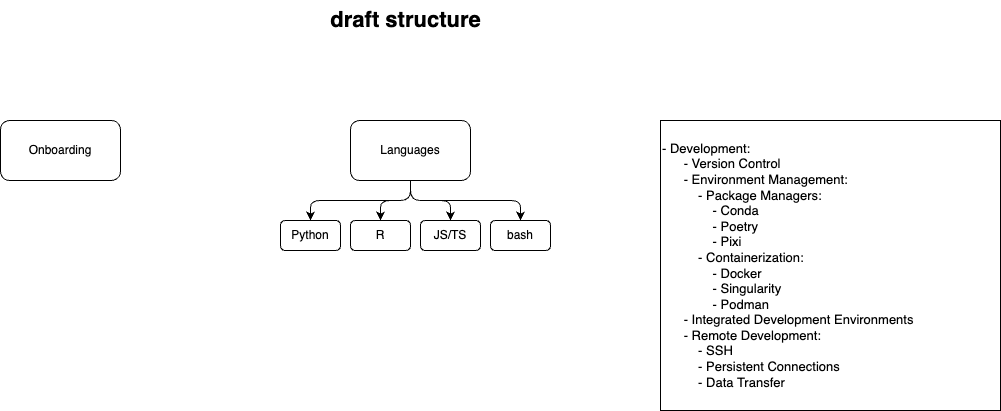 draft structure
Onboarding
Languages
Python
R
JS/TS
bash
- Development:
- Version Control
- Environment Management:
- Package Managers:
- Conda
- Poetry
- Pixi
- Containerization:
- Docker
- Singularity
- Podman
- Integrated Development Environments
- Remote Development:
- SSH
- Persistent Connections
- Data Transfer